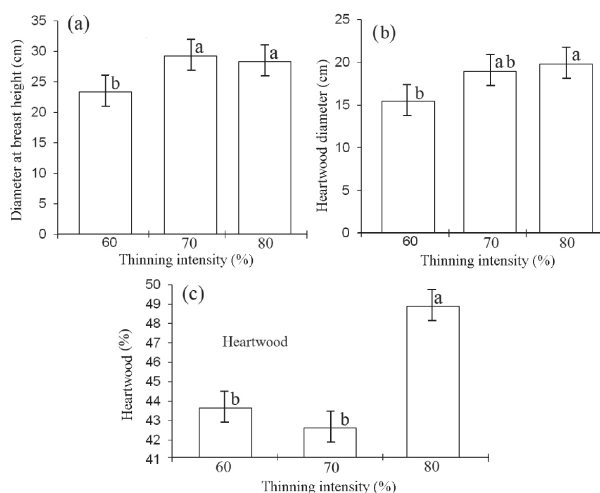 (a)
Diameter at breast height (cm)
35
30
25
20
15
10
5
0
b
a
a
60
70
80
Thinning intensity (%)
(b)
Heartwood diameter (cm)
25
20
15
10
5
0
b
a b
a
60
70
80
Thinning intensity (%)
(c)
Heartwood (%)
50
49
48
47
46
45
44
43
42
41
Heartwood
b
b
a
60
70
80
Thinning intensity (%)